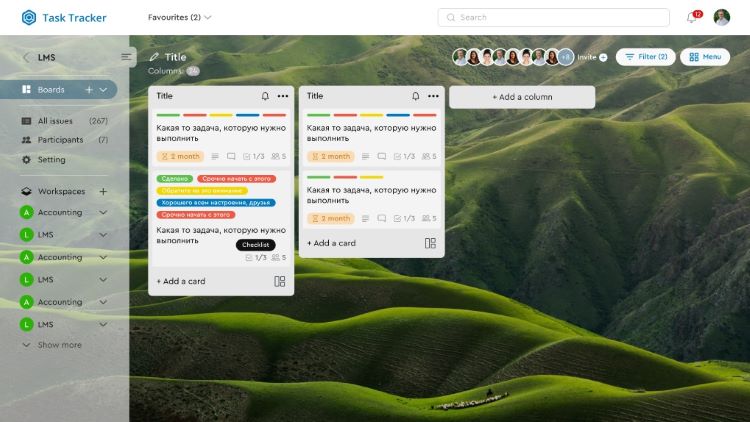 Task Tracker
Favourites (2)
Search
12
LMS
Boards
All issues (267)
Participants (7)
Setting
Workspaces
A Accounting
L LMS
A Accounting
L LMS
A Accounting
L LMS
Show more
Title
Columns: 24
+8
Invite
Filter (2)
Menu
Title
Какая то задача, которую нужно
выполнить
2 month
1/3
5
Сделано
Срочно начать с этого
Обратите на это внимание
Хорошего всем настроения, друзья
Срочно начать с этого
Какая то задача, которую нужно
выполнить
Checklist
1/3
5
+ Add a card
Title
Какая то задача, которую нужно
выполнить
2 month
1/3
5
Какая то задача, которую нужно
выполнить
2 month
1/3
5
+ Add a card
+ Add a column